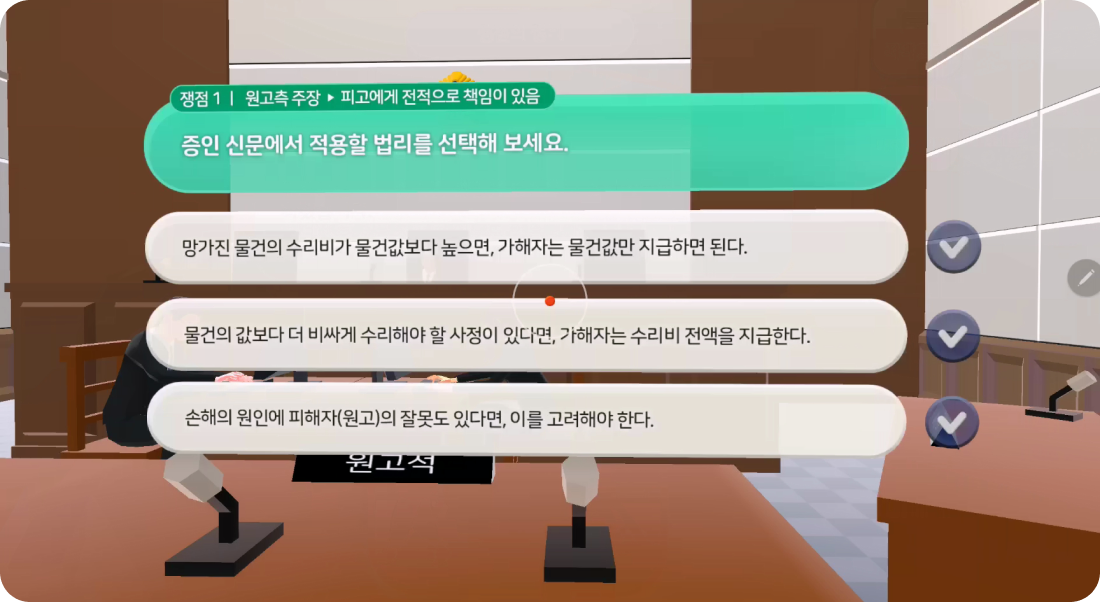 쟁점 1 | 원고측 주장 ▸ 피고에게 전적으로 책임이 있음
증인 신문에서 적용할 법리를 선택해 보세요.
망가진 물건의 수리비가 물건값보다 높으면, 가해자는 물건값만 지급하면 된다.
물건의 값보다 더 비싸게 수리해야 할 사정이 있다면, 가해자는 수리비 전액을 지급한다.
손해의 원인에 피해자(원고)의 잘못도 있다면, 이를 고려해야 한다.
원고석